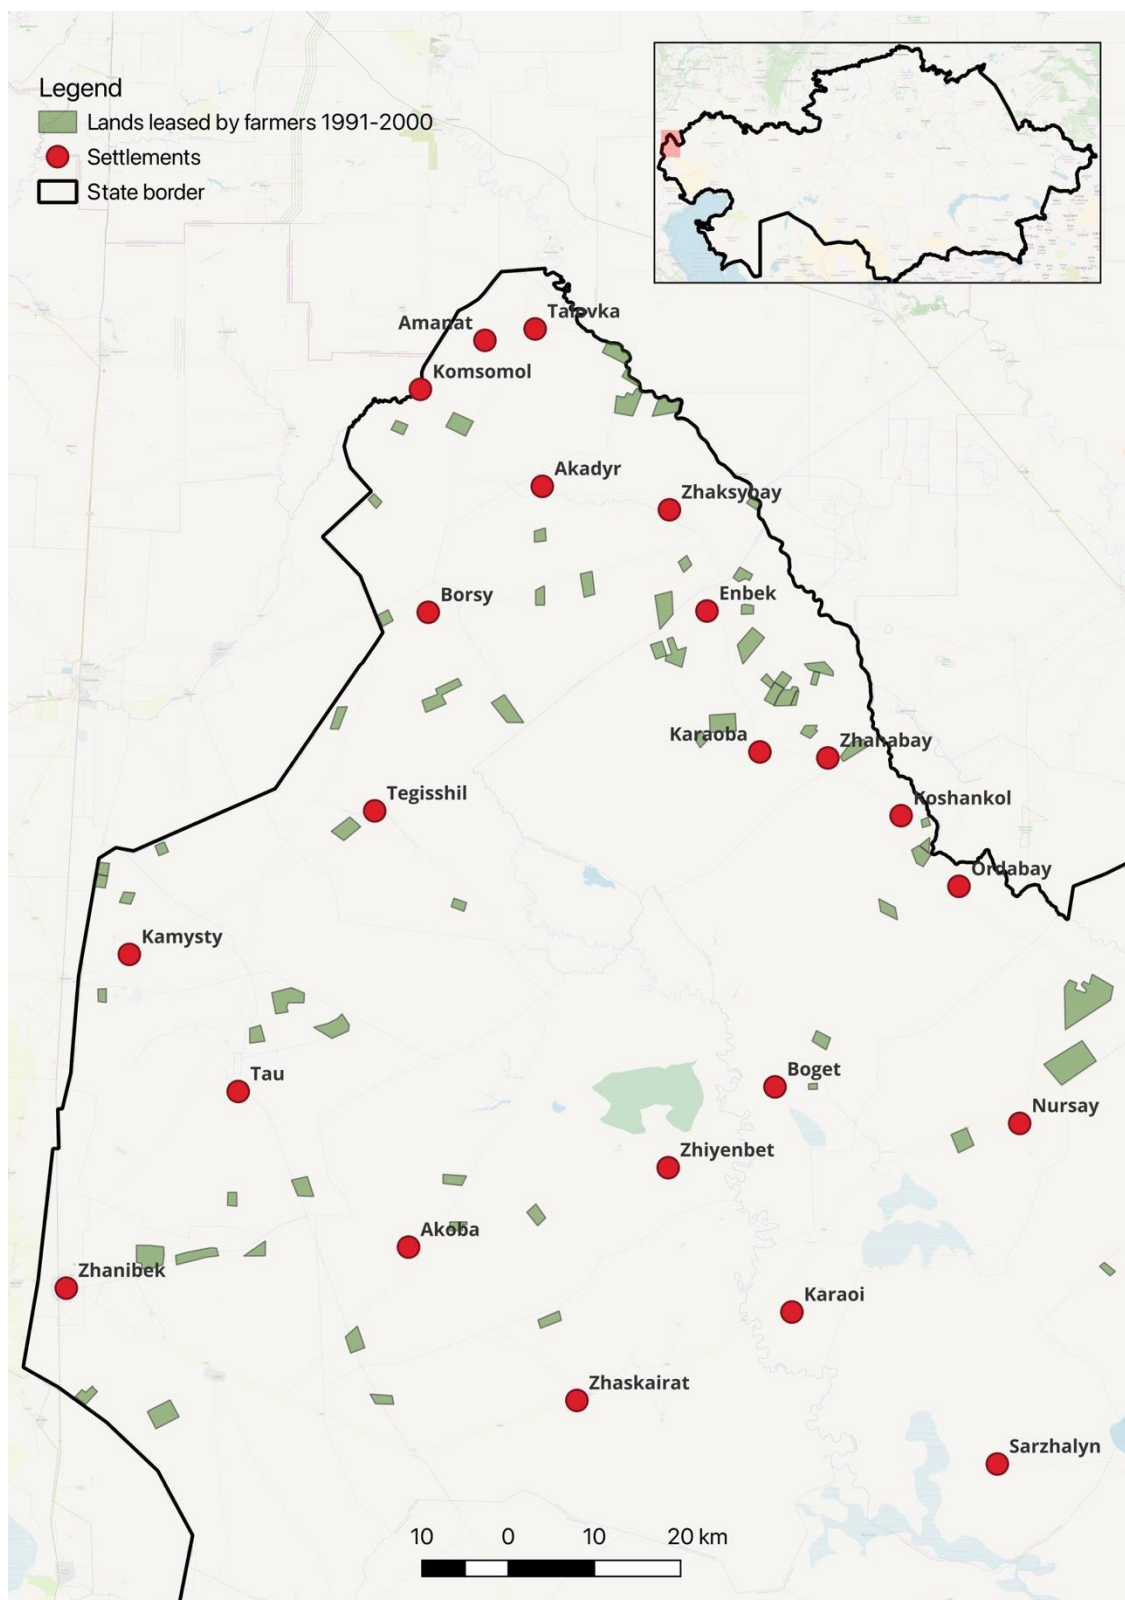 Legend
Lands leased by farmers 1991-2000
Settlements
State border
Talovka
Amanat
Komsomol
Akadyr
Zhaksybay
Borsy
Enbek
Karaoba
Zhanabay
Tegisshil
Koshankol
Ordabay
Kamysty
Tau
Boget
Nursay
Zhiyenbet
Akoba
Zhanibek
Karaoi
Zhaskairat
Sarzhalyn
10 0 10 20 km